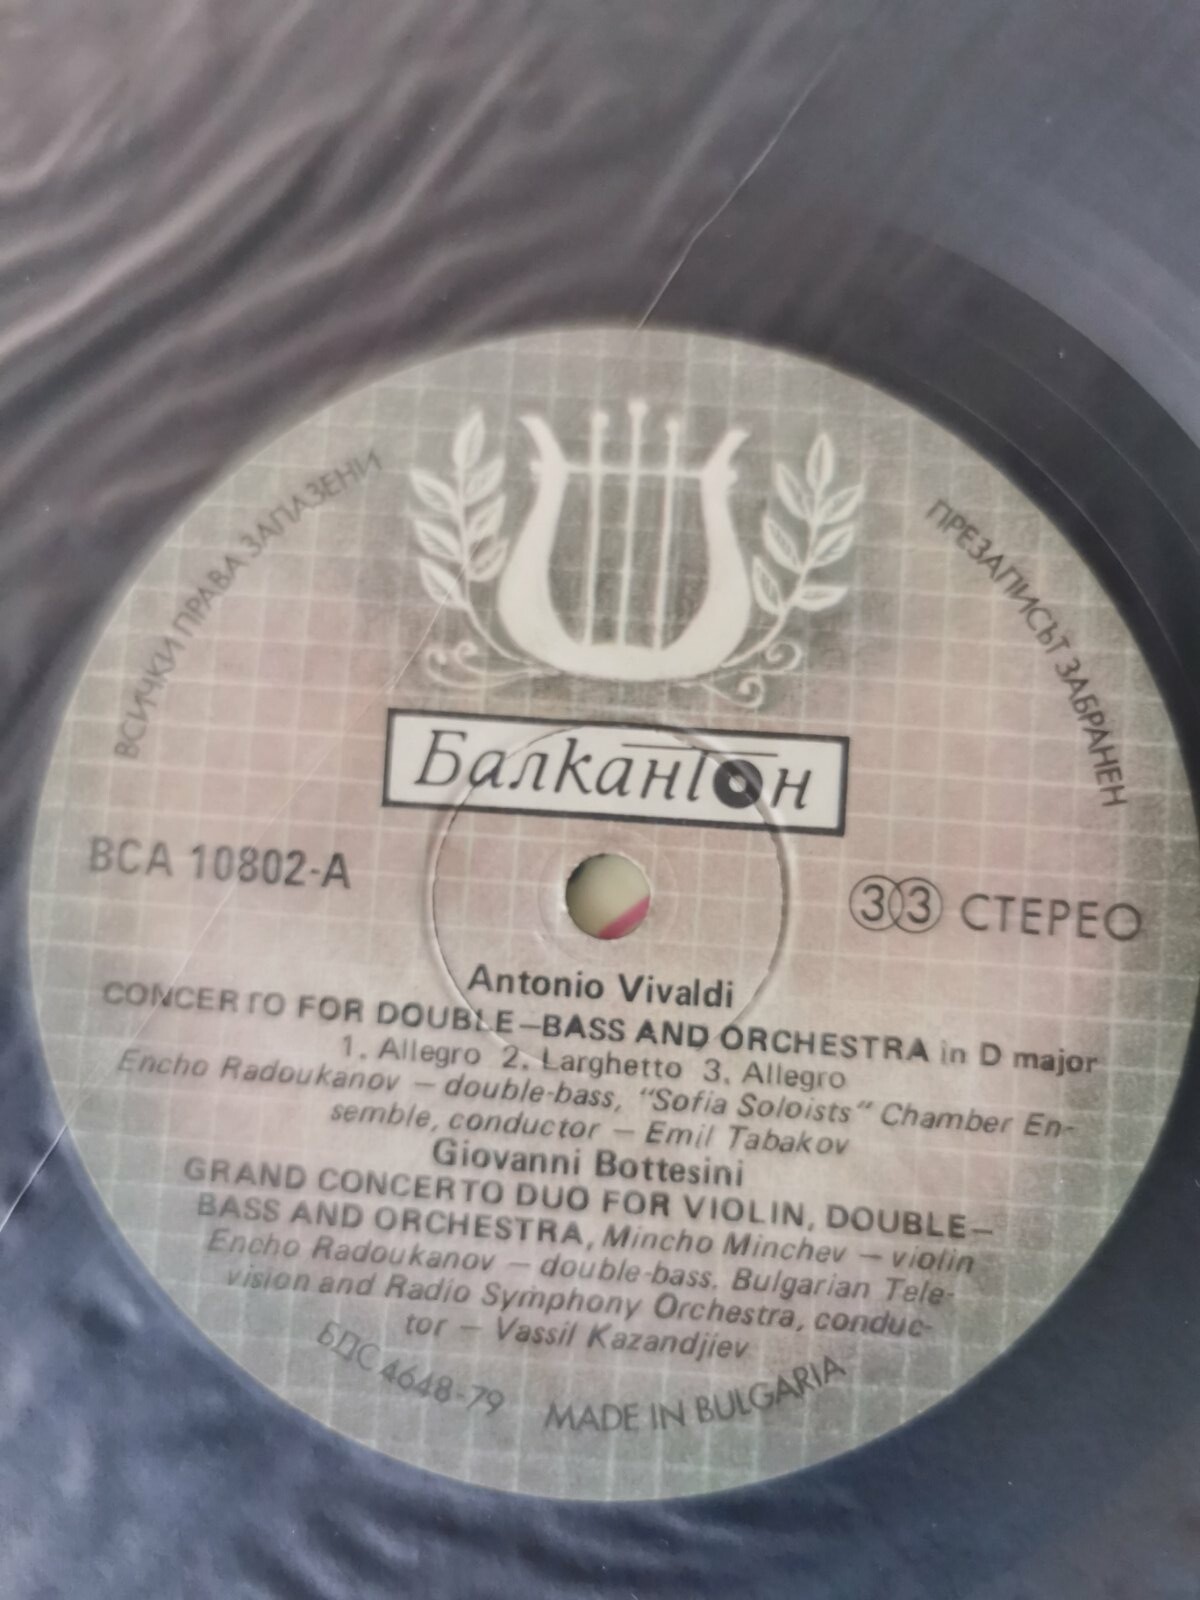 ВСИЧКИ ПРАВА ЗАПАЗЕНИ
ПРЕЗАПИСЪТ ЗАБРАНЕН
Балкантон
ВСА 10802-А
33 СТЕРЕО
Antonio Vivaldi
CONCERTO FOR DOUBLE—BASS AND ORCHESTRA in D major
1. Allegro 2. Larghetto 3. Allegro
Encho Radoukanov — double-bass, "Sofia Soloists" Chamber En-
semble, conductor — Emil Tabakov
Giovanni Bottesini
GRAND CONCERTO DUO FOR VIOLIN, DOUBLE—
BASS AND ORCHESTRA, Mincho Minchev — violin
Encho Radoukanov — double-bass. Bulgarian Tele-
vision and Radio Symphony Orchestra, conduc-
tor — Vassil Kazandjiev
БДС 4648-79
MADE IN BULGARIA